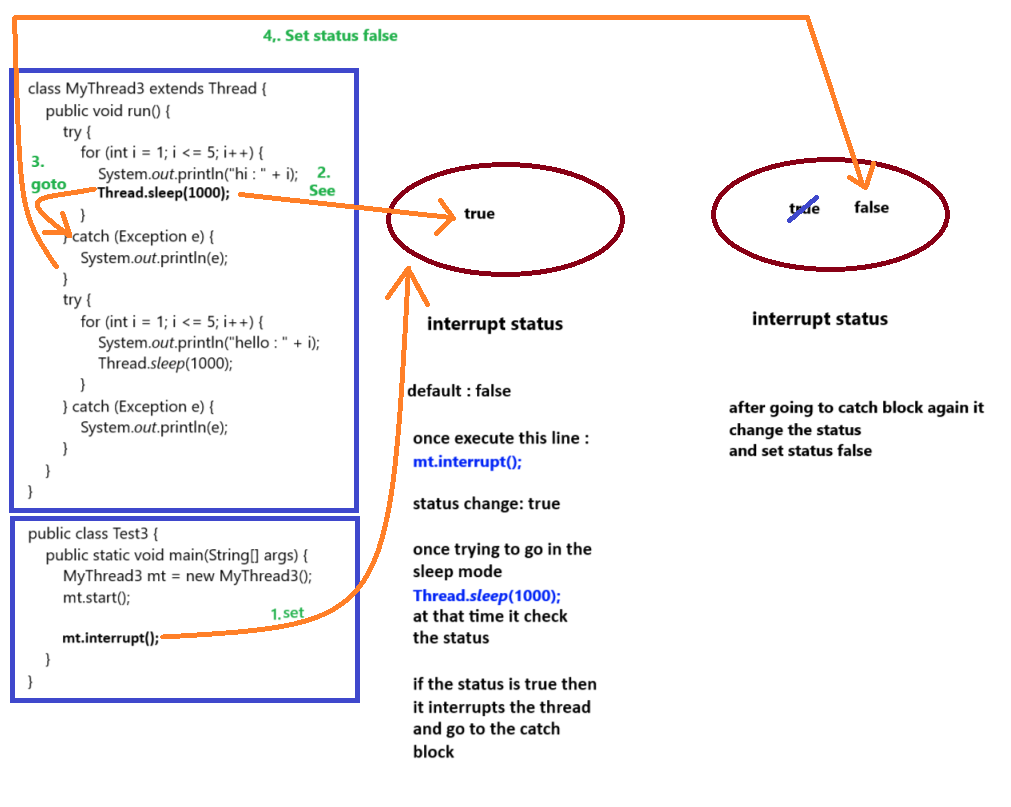 4,. Set status false
class MyThread3 extends Thread {
public void run() {
try {
for (int i = 1; i <= 5; i++) {
System.out.println("hi : " + i);
Thread.sleep(1000);
}
} catch (Exception e) {
System.out.println(e);
}
try {
for (int i = 1; i <= 5; i++) {
System.out.println("hello : " + i);
Thread.sleep(1000);
}
} catch (Exception e) {
System.out.println(e);
}
}
}
3.
goto
2.
See
public class Test3 {
public static void main(String[] args) {
MyThread3 mt = new MyThread3();
mt.start();
mt.interrupt();
}
}
1.set
true
interrupt status
default : false
once execute this line :
mt.interrupt();
status change: true
once trying to go in the
sleep mode
Thread.sleep(1000);
at that time it check
the status
if the status is true then
it interrupts the thread
and go to the catch
block
true false
interrupt status
after going to catch block again it
change the status
and set status false